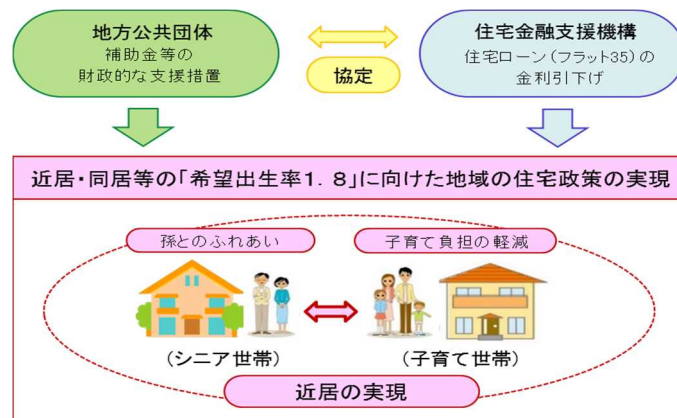 地方公共団体
補助金等の
財政的な支援措置
協定
住宅金融支援機構
住宅ローン(フラット35)の
金利引下げ
近居・同居等の「希望出生率1.8」に向けた地域の住宅政策の実現
孫とのふれあい
子育て負担の軽減
(シニア世帯)
(子育て世帯)
近居の実現